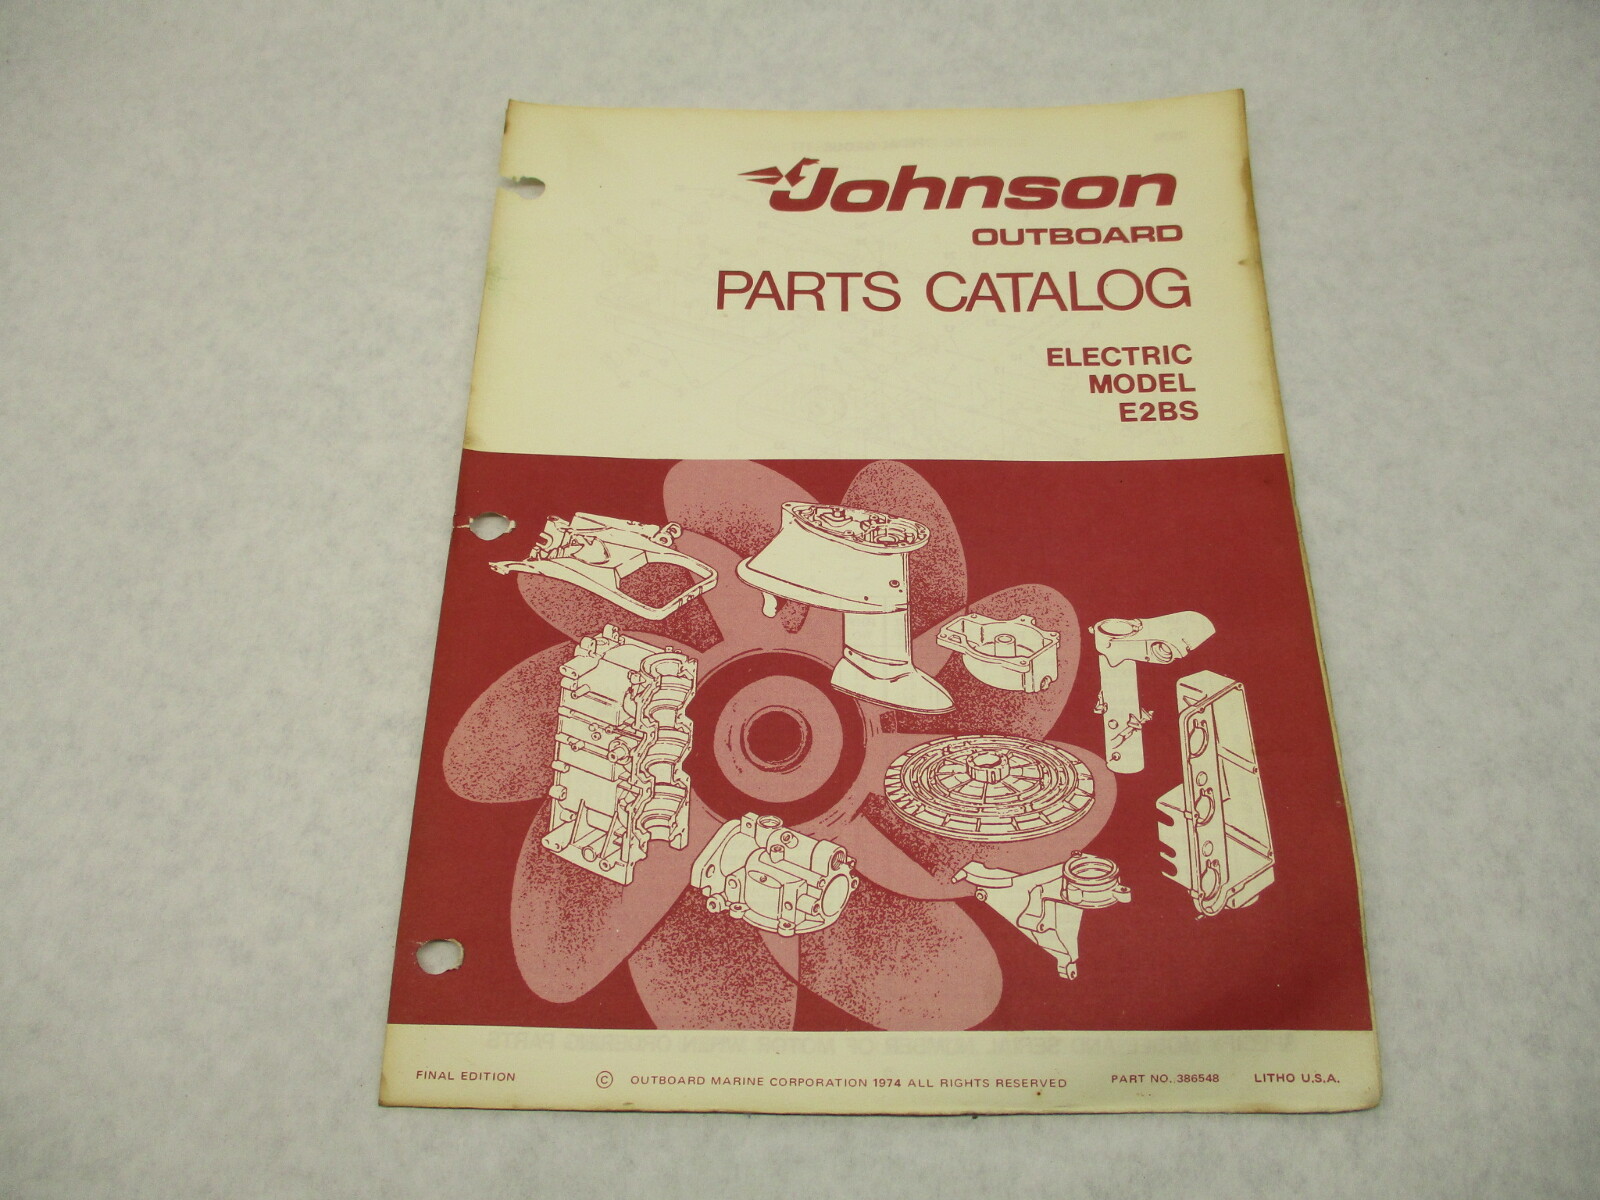 Johnson
OUTBOARD
PARTS CATALOG
ELECTRIC
MODEL
E2BS
FINAL EDITION © OUTBOARD MARINE CORPORATION 1974 ALL RIGHTS RESERVED PART NO. 386548 LITHO U.S.A.